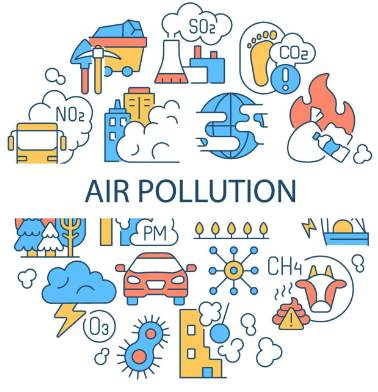 SO₂
CO₂
NO₂
AIR POLLUTION
PM
CH₄
O₃